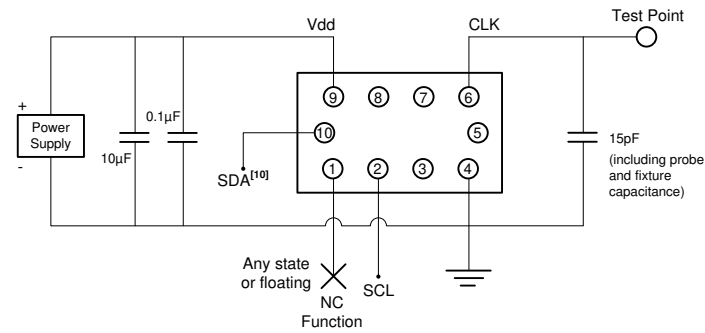 Vdd
CLK
Test Point
+
Power
Supply
-
10µF
0.1µF
9
8
7
6
10
5
1
2
3
4
SDA[10]
15pF
(including probe
and fixture
capacitance)
Any state
or floating
NC
Function
SCL